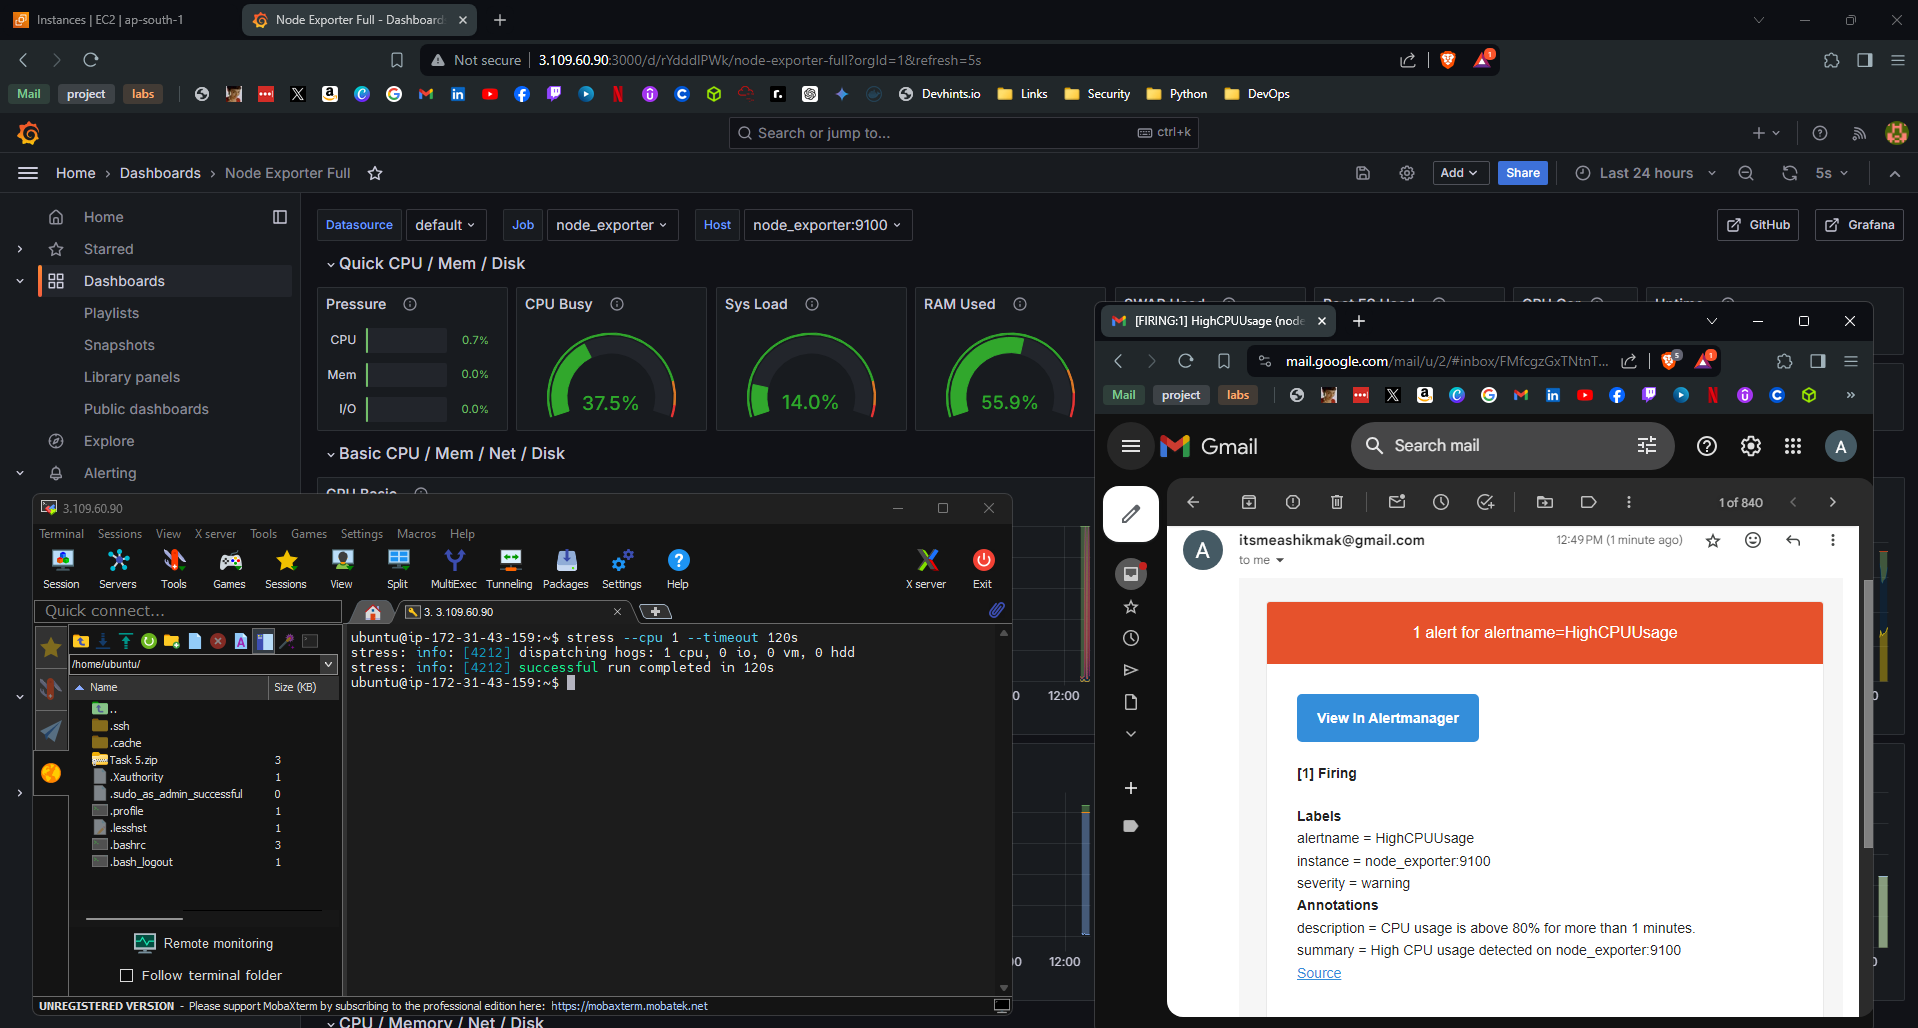 Instances | EC2 | ap-south-1
Node Exporter Full - Dashboard
Not secure
3.109.60.90:3000/d/rYdddlPWk/node-exporter-full?orgId=1&refresh=5s
1
Mail
project
labs
Devhints.io
Links
Security
Python
DevOps
Search or jump to...
ctrl+k
Home › Dashboards › Node Exporter Full
Add
Share
Last 24 hours
5s
Home
Starred
Dashboards
Playlists
Snapshots
Library panels
Public dashboards
Explore
Alerting
Datasource
default
Job
node_exporter
Host
node_exporter:9100
GitHub
Grafana
Quick CPU / Mem / Disk
Pressure
CPU
0.7%
Mem
0.0%
I/O
0.0%
CPU Busy
37.5%
Sys Load
14.0%
RAM Used
55.9%
Basic CPU / Mem / Net / Disk
CPU Basic
0
12:00
00
12:00
CPU / Memory / Net / Disk
3.109.60.90
Terminal Sessions View X server Tools Games Settings Macros Help
Session Servers Tools Games Sessions View Split MultiExec Tunneling Packages Settings Help
X server Exit
Quick connect...
3. 3.109.60.90
/home/ubuntu/
Name Size (KB)
..
.ssh
.cache
Task 5.zip 3
.Xauthority 1
.sudo_as_admin_successful 0
.profile 1
.lesshst 1
.bashrc 3
.bash_logout 1
Remote monitoring
Follow terminal folder
ubuntu@ip-172-31-43-159:~$ stress --cpu 1 --timeout 120s
stress: info: [4212] dispatching hogs: 1 cpu, 0 io, 0 vm, 0 hdd
stress: info: [4212] successful run completed in 120s
ubuntu@ip-172-31-43-159:~$
UNREGISTERED VERSION - Please support MobaXterm by subscribing to the professional edition here: https://mobaxterm.mobatek.net
[FIRING:1] HighCPUUsage (node
mail.google.com/mail/u/2/#inbox/FMfcgzGxTNtnT...
5
1
Mail
project
labs
Gmail
Search mail
A
1 of 840
A
itsmeashikmak@gmail.com
12:49 PM (1 minute ago)
to me
1 alert for alertname=HighCPUUsage
View In Alertmanager
[1] Firing
Labels
alertname = HighCPUUsage
instance = node_exporter:9100
severity = warning
Annotations
description = CPU usage is above 80% for more than 1 minutes.
summary = High CPU usage detected on node_exporter:9100
Source